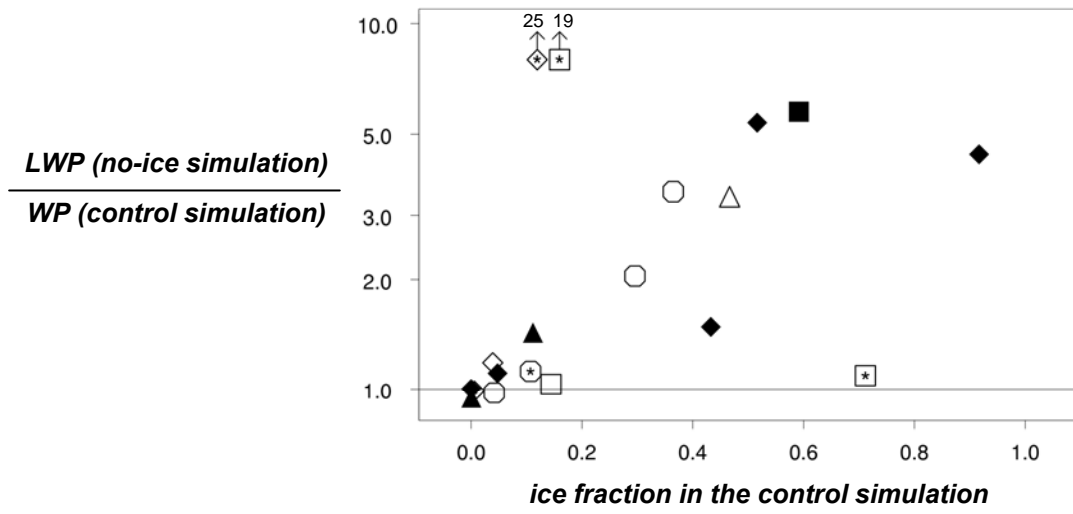 25 19
10.0
5.0
LWP (no-ice simulation)
WP (control simulation)
3.0
2.0
1.0
0.0 0.2 0.4 0.6 0.8 1.0
ice fraction in the control simulation